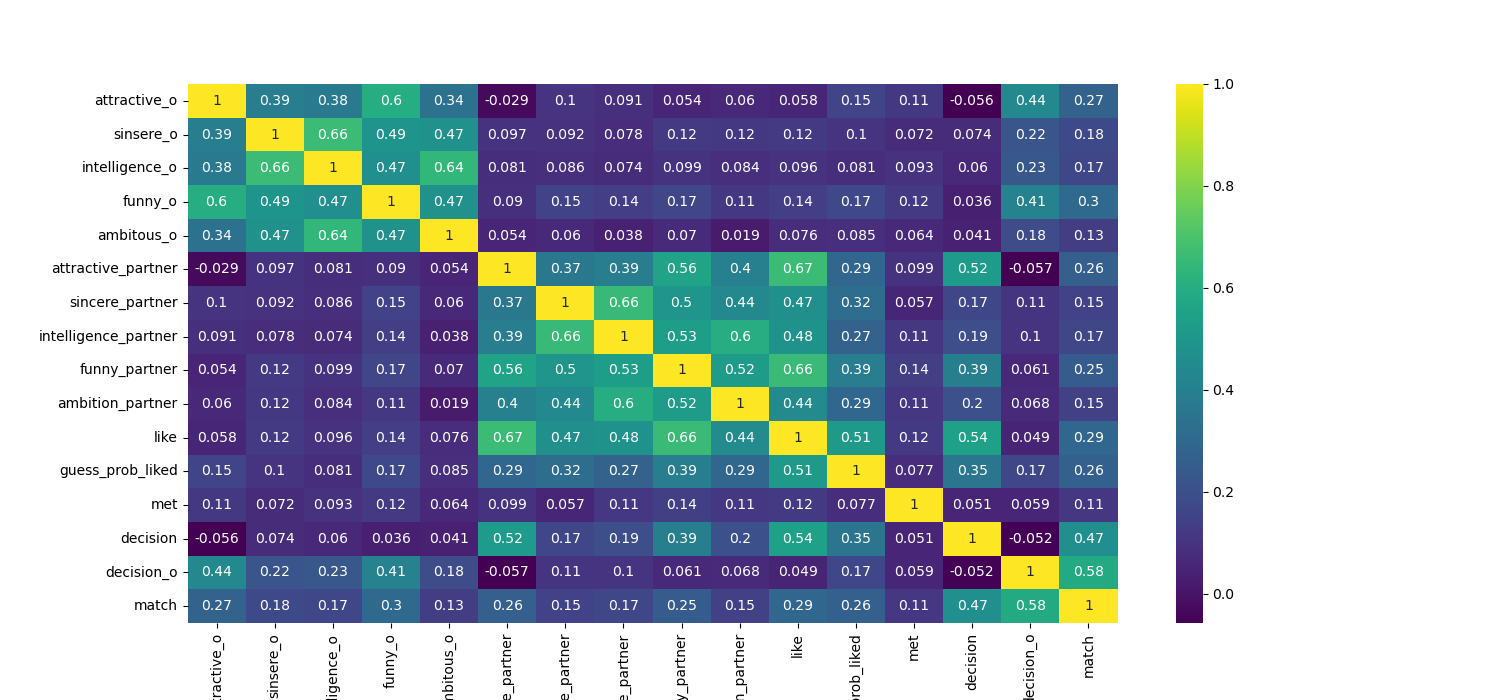 attractive_o 1 0.39 0.38 0.6 0.34 -0.029 0.1 0.091 0.054 0.06 0.058 0.15 0.11 -0.056 0.44 0.27 1.0
sinsere_o 0.39 1 0.66 0.49 0.47 0.097 0.092 0.078 0.12 0.12 0.12 0.1 0.072 0.074 0.22 0.18
intelligence_o 0.38 0.66 1 0.47 0.64 0.081 0.086 0.074 0.099 0.084 0.096 0.081 0.093 0.06 0.23 0.17
0.8
funny_o 0.6 0.49 0.47 1 0.47 0.09 0.15 0.14 0.17 0.11 0.14 0.17 0.12 0.036 0.41 0.3
ambitous_o 0.34 0.47 0.64 0.47 1 0.054 0.06 0.038 0.07 0.019 0.076 0.085 0.064 0.041 0.18 0.13
attractive_partner -0.029 0.097 0.081 0.09 0.054 1 0.37 0.39 0.56 0.4 0.67 0.29 0.099 0.52 -0.057 0.26
0.6
sincere_partner 0.1 0.092 0.086 0.15 0.06 0.37 1 0.66 0.5 0.44 0.47 0.32 0.057 0.17 0.11 0.15
intelligence_partner 0.091 0.078 0.074 0.14 0.038 0.39 0.66 1 0.53 0.6 0.48 0.27 0.11 0.19 0.1 0.17
funny_partner 0.054 0.12 0.099 0.17 0.07 0.56 0.5 0.53 1 0.52 0.66 0.39 0.14 0.39 0.061 0.25
0.4
ambition_partner 0.06 0.12 0.084 0.11 0.019 0.4 0.44 0.6 0.52 1 0.44 0.29 0.11 0.2 0.068 0.15
like 0.058 0.12 0.096 0.14 0.076 0.67 0.47 0.48 0.66 0.44 1 0.51 0.12 0.54 0.049 0.29
guess_prob_liked 0.15 0.1 0.081 0.17 0.085 0.29 0.32 0.27 0.39 0.29 0.51 1 0.077 0.35 0.17 0.26
0.2
met 0.11 0.072 0.093 0.12 0.064 0.099 0.057 0.11 0.14 0.11 0.12 0.077 1 0.051 0.059 0.11
decision -0.056 0.074 0.06 0.036 0.041 0.52 0.17 0.19 0.39 0.2 0.54 0.35 0.051 1 -0.052 0.47
decision_o 0.44 0.22 0.23 0.41 0.18 -0.057 0.11 0.1 0.061 0.068 0.049 0.17 0.059 -0.052 1 0.58
0.0
match 0.27 0.18 0.17 0.3 0.13 0.26 0.15 0.17 0.25 0.15 0.29 0.26 0.11 0.47 0.58 1
tractive_o
sinsere_o
ligence_o
funny_o
bitous_o
e_partner
e_partner
e_partner
y_partner
n_partner
like
rob_liked
met
decision
decision_o
match